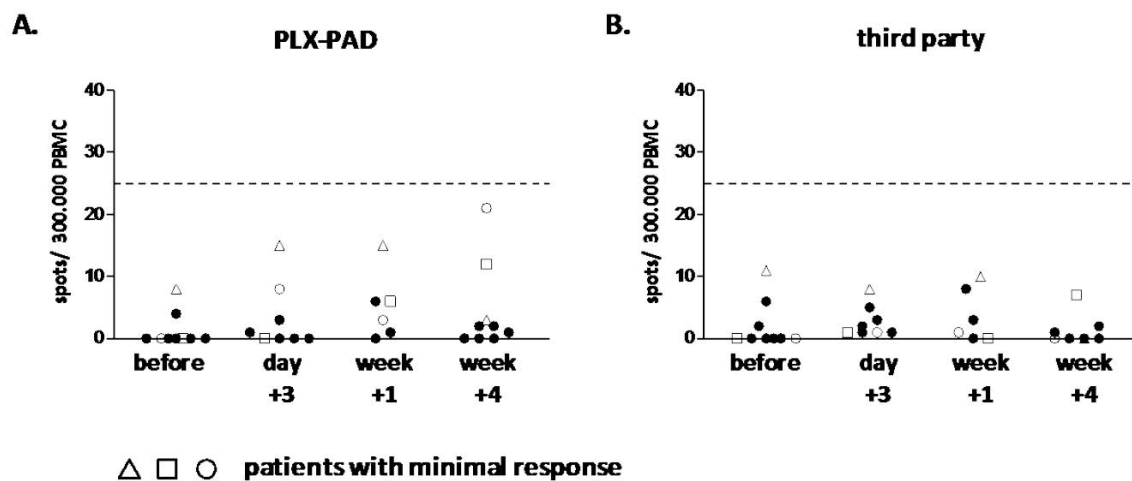 A.
PLX-PAD
spots/ 300.000 PBMC
40
30
20
10
0
before
day
+3
week
+1
week
+4
B.
third party
spots/ 300.000 PBMC
40
30
20
10
0
before
day
+3
week
+1
week
+4
patients with minimal response